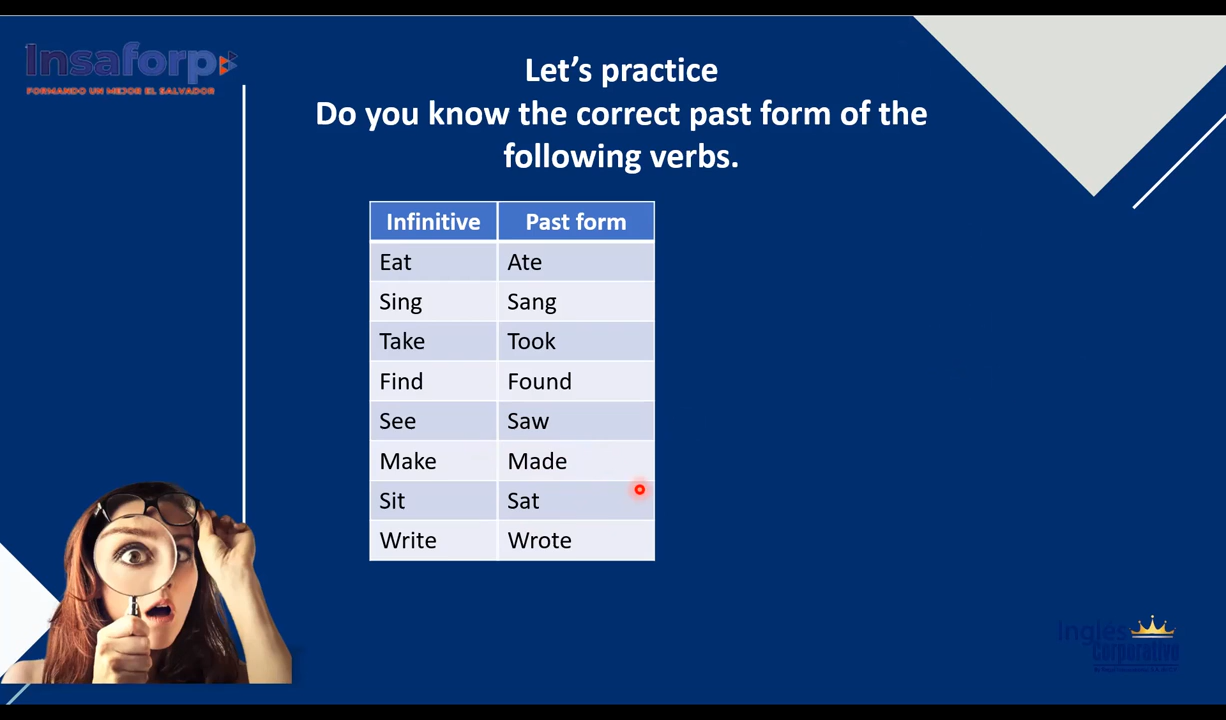 Insaforp
FORMANDO UN MEJOR EL SALVADOR
Let's practice
Do you know the correct past form of the
following verbs.
Infinitive Past form
Eat Ate
Sing Sang
Take Took
Find Found
See Saw
Make Made
Sit Sat
Write Wrote
Ingles
Corporativo